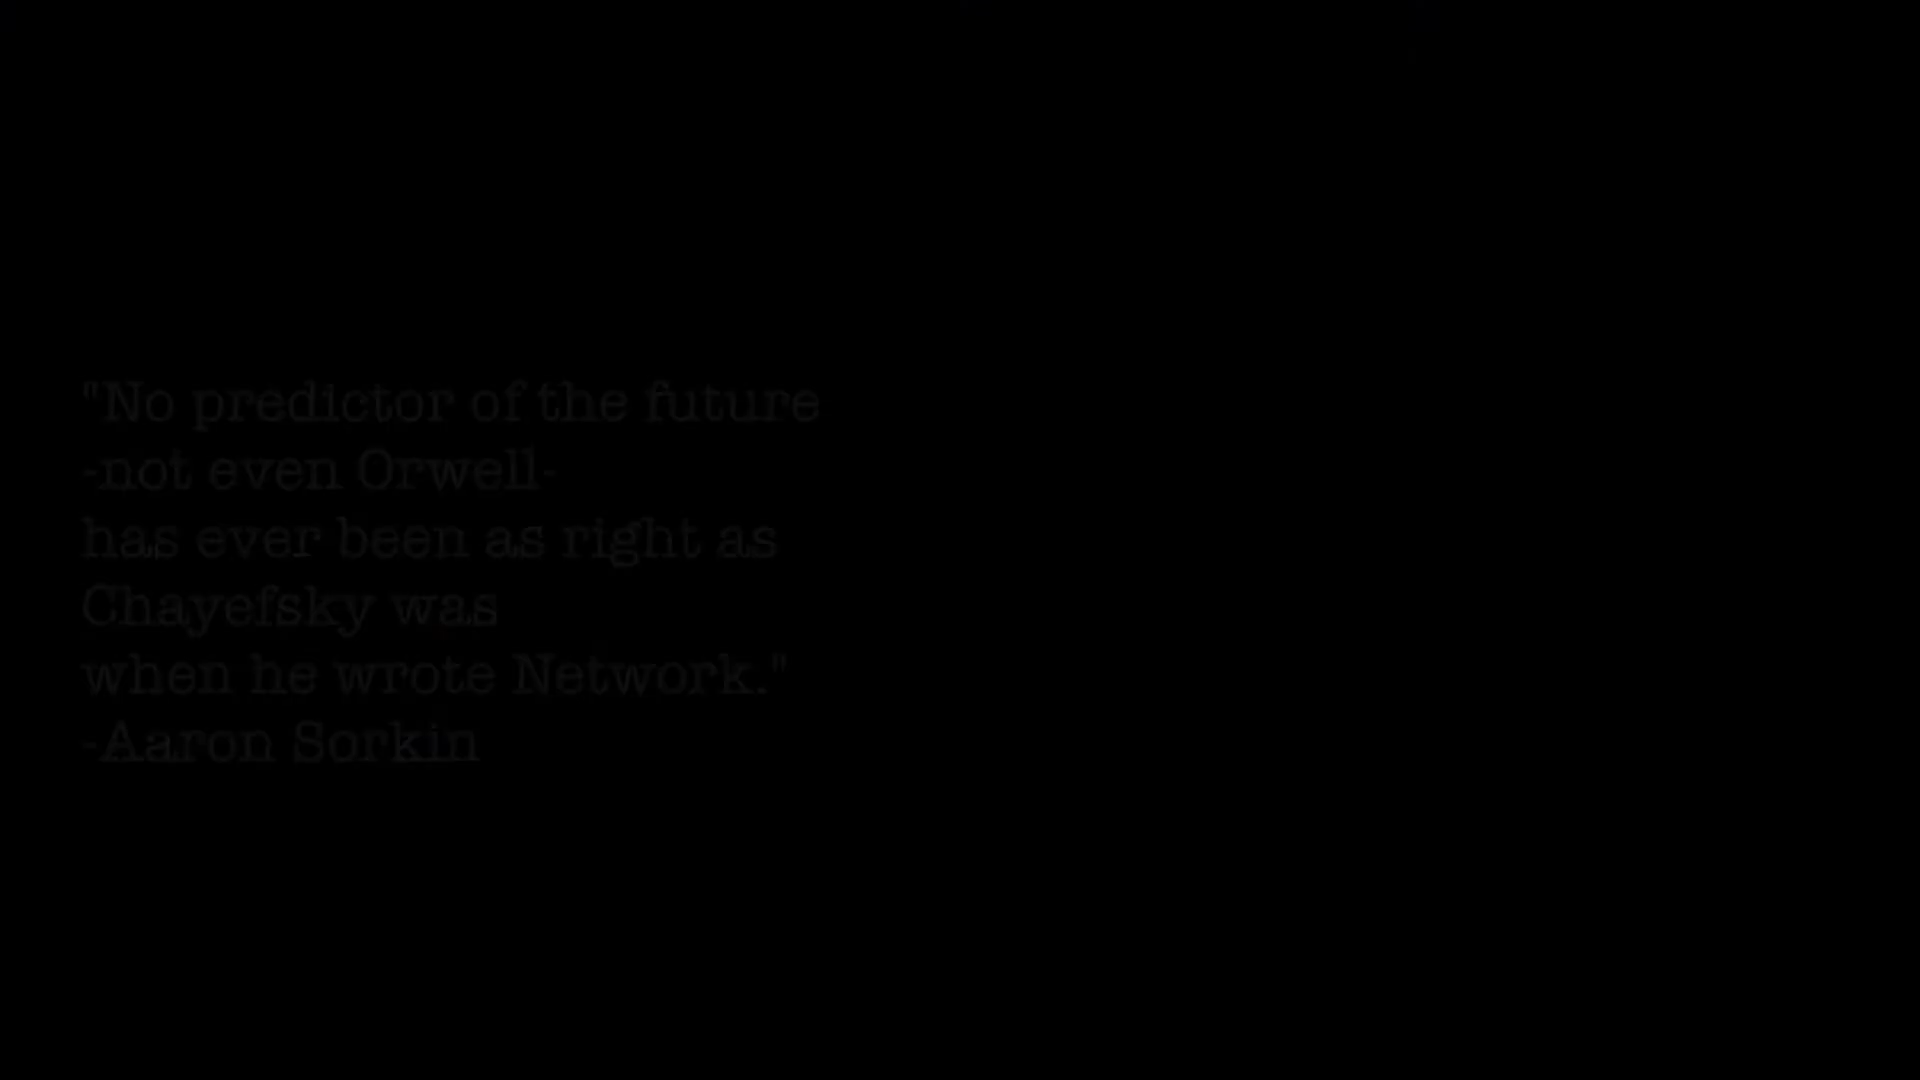 "No predictor of the future
-not even Orwell-
has ever been as right as
Chayefsky was
when he wrote Network."
-Aaron Sorkin